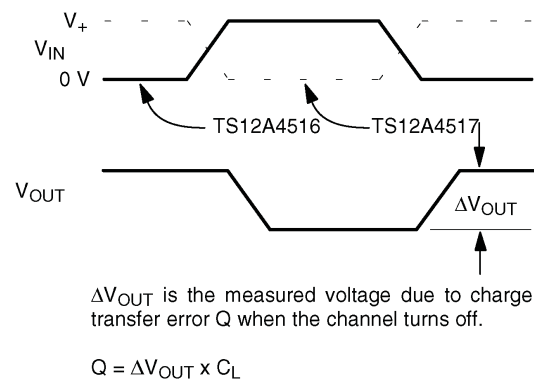 V+
VIN
0 V
TS12A4516 TS12A4517
VOUT
ΔVOUT
ΔVOUT is the measured voltage due to charge
transfer error Q when the channel turns off.
Q = ΔVOUT x CL